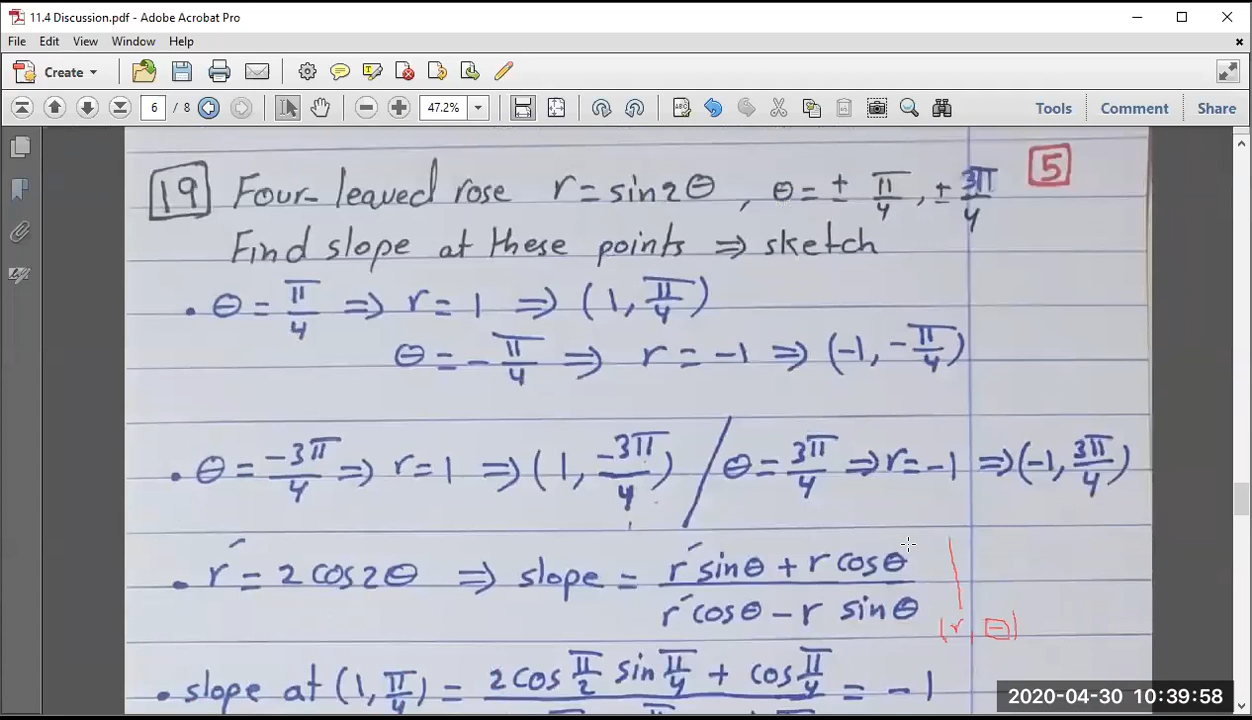 11.4 Discussion.pdf - Adobe Acrobat Pro
File Edit View Window Help
Create
6 / 8 47.2% Tools Comment Share
19 Four-leaved rose r = sin2θ , θ = ± π/4 , ± 3π/4 5
Find slope at these points ⇒ sketch
• θ = π/4 ⇒ r = 1 ⇒ (1, π/4)
θ = -π/4 ⇒ r = -1 ⇒ (-1, -π/4)
• θ = -3π/4 ⇒ r = 1 ⇒ (1, -3π/4) / θ = 3π/4 ⇒ r = -1 ⇒ (-1, 3π/4)
• r′ = 2 cos2θ ⇒ slope = (r′ sinθ + r cosθ)/(r′ cosθ - r sinθ) | (r, θ)
• slope at (1, π/4) = 2 cos π/2 sin π/4 + cos π/4 = -1
2020-04-30 10:39:58